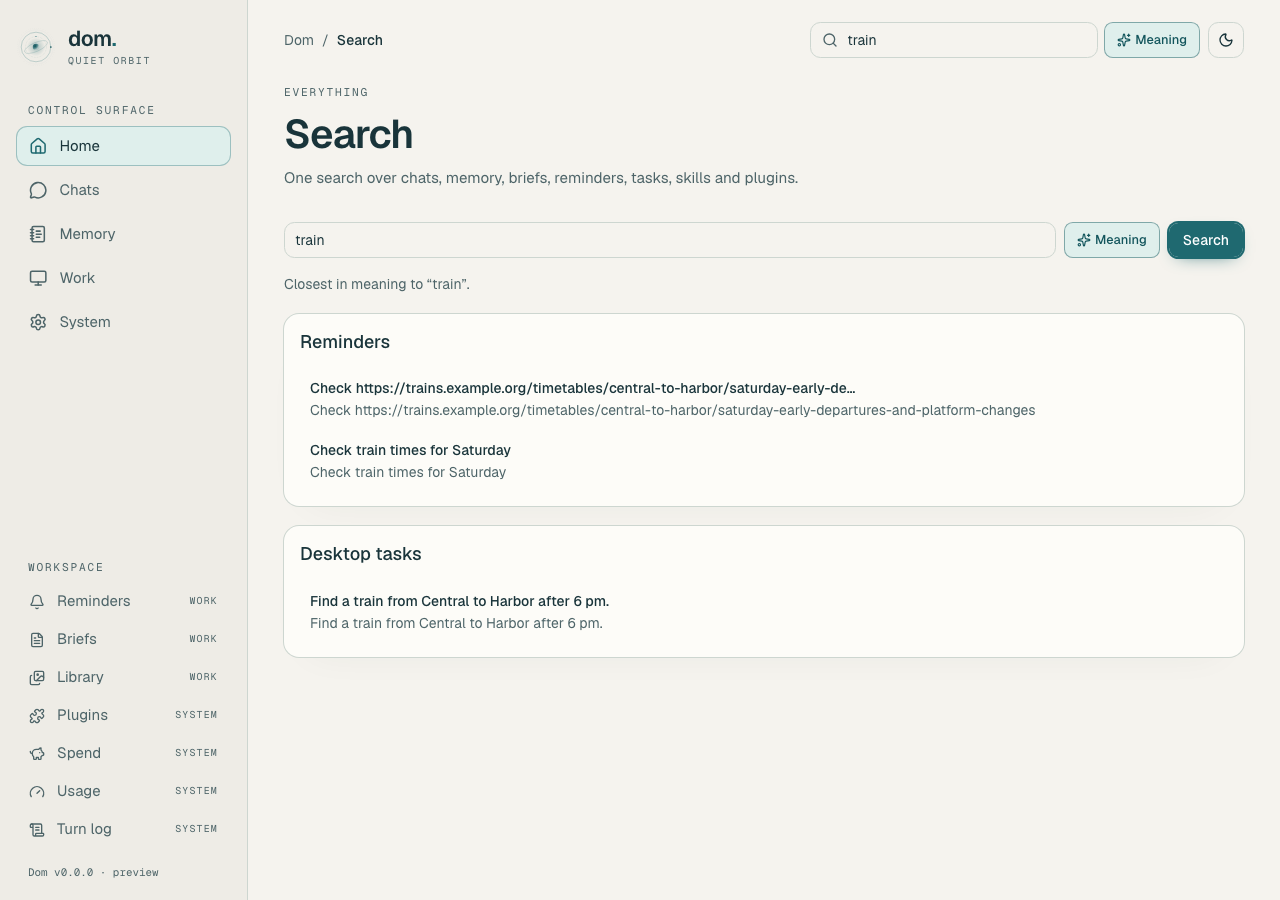 dom.
QUIET ORBIT
CONTROL SURFACE
Home
Chats
Memory
Work
System
WORKSPACE
Reminders WORK
Briefs WORK
Library WORK
Plugins SYSTEM
Spend SYSTEM
Usage SYSTEM
Turn log SYSTEM
Dom v0.0.0 · preview
Dom / Search
train
Meaning
EVERYTHING
Search
One search over chats, memory, briefs, reminders, tasks, skills and plugins.
train
Meaning
Search
Closest in meaning to “train”.
Reminders
Check https://trains.example.org/timetables/central-to-harbor/saturday-early-de…
Check https://trains.example.org/timetables/central-to-harbor/saturday-early-departures-and-platform-changes
Check train times for Saturday
Check train times for Saturday
Desktop tasks
Find a train from Central to Harbor after 6 pm.
Find a train from Central to Harbor after 6 pm.